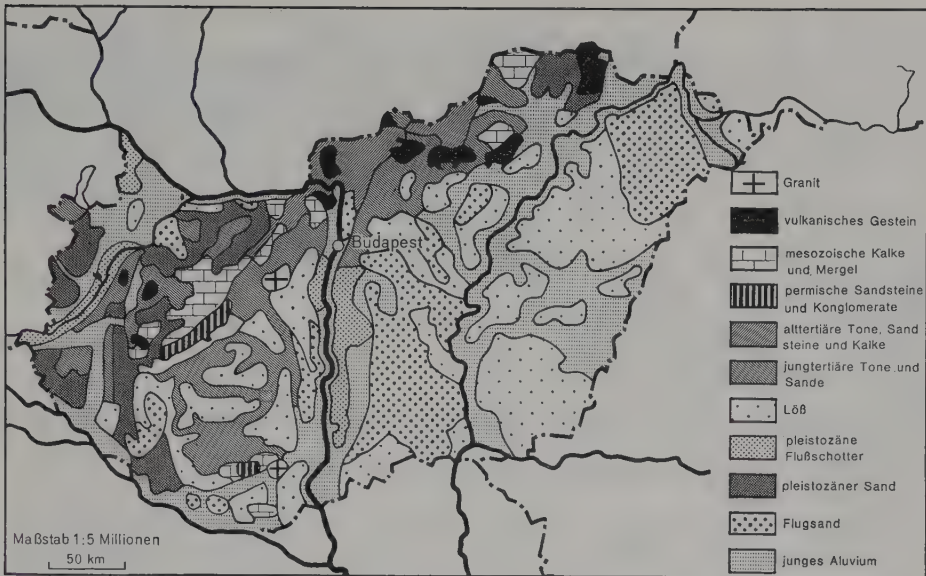 Budapest
Granit
vulkanisches Gestein
mesozoische Kalke
und Mergel
permische Sandsteine
und Konglomerate
alttertiäre Tone, Sand
steine und Kalke
jungtertiäre Tone und
Sande
Löß
pleistozäne
Flußschotter
pleistozäner Sand
Flugsand
junges Aluvium
Maßstab 1:5 Millionen
50 km